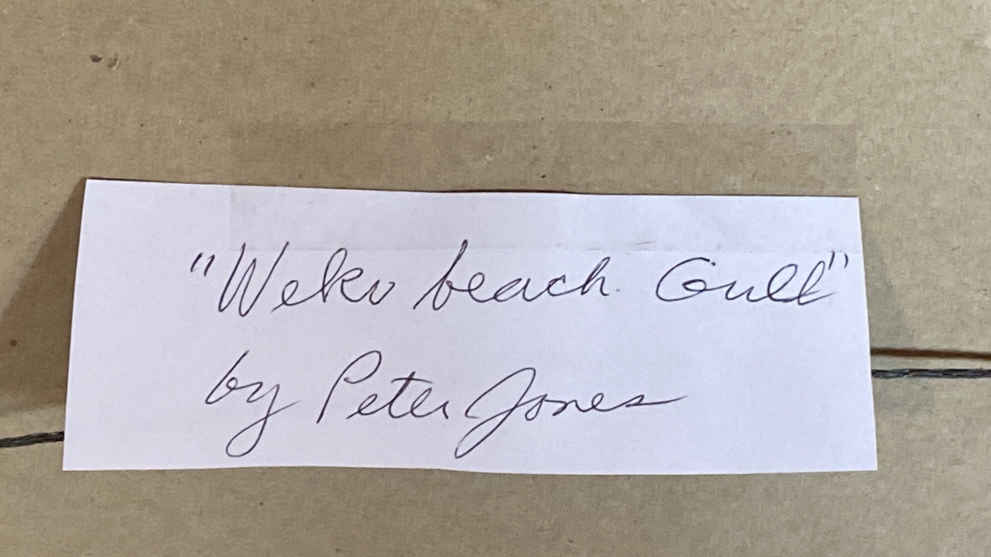 "Weko beach Gull"
by Peter Jones